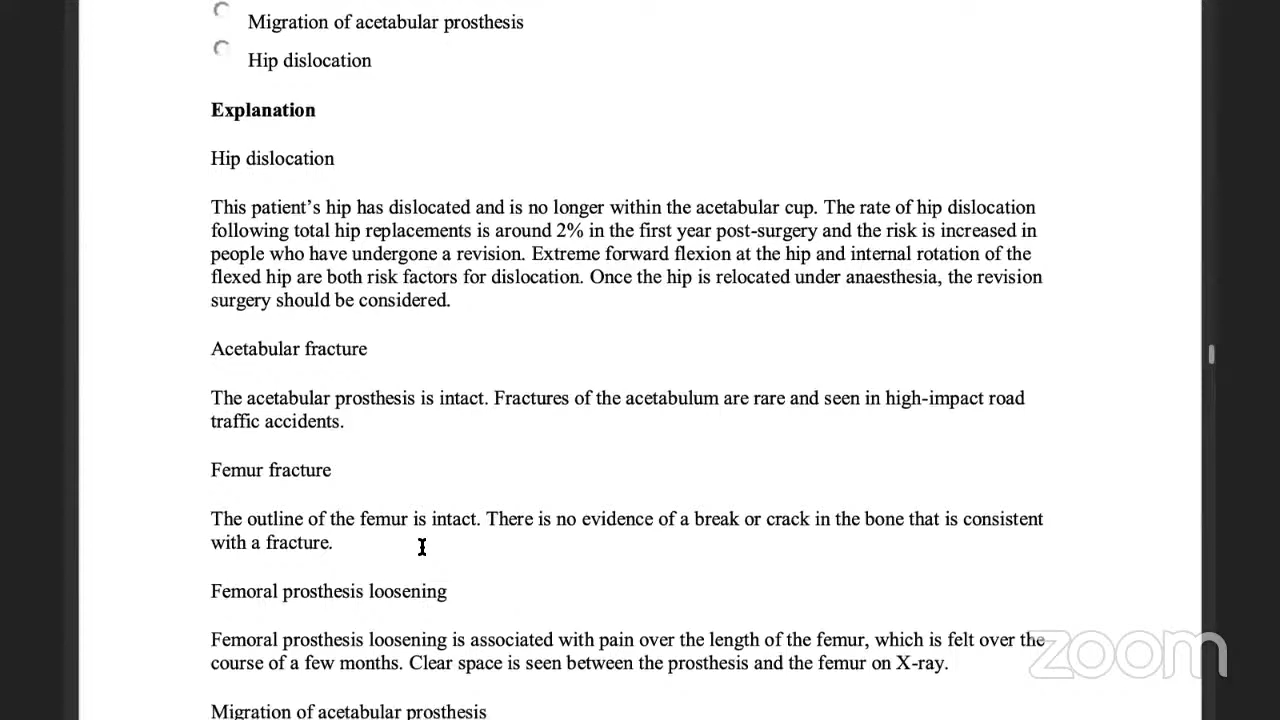 Migration of acetabular prosthesis
Hip dislocation
Explanation
Hip dislocation
This patient’s hip has dislocated and is no longer within the acetabular cup. The rate of hip dislocation
following total hip replacements is around 2% in the first year post-surgery and the risk is increased in
people who have undergone a revision. Extreme forward flexion at the hip and internal rotation of the
flexed hip are both risk factors for dislocation. Once the hip is relocated under anaesthesia, the revision
surgery should be considered.
Acetabular fracture
The acetabular prosthesis is intact. Fractures of the acetabulum are rare and seen in high-impact road
traffic accidents.
Femur fracture
The outline of the femur is intact. There is no evidence of a break or crack in the bone that is consistent
with a fracture.
Femoral prosthesis loosening
Femoral prosthesis loosening is associated with pain over the length of the femur, which is felt over the
course of a few months. Clear space is seen between the prosthesis and the femur on X-ray.
zoom
Migration of acetabular prosthesis